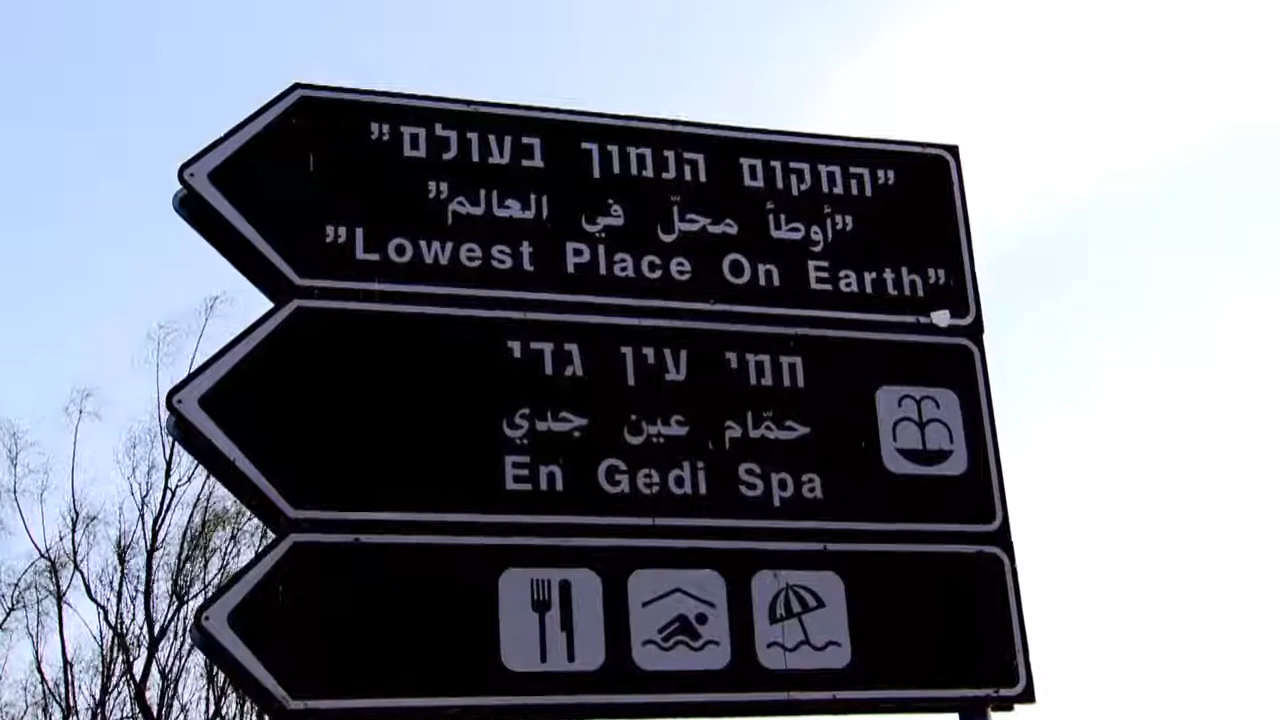 ”המקום הנמוך בעולם”
”أوطأ محلّ في العالم”
”Lowest Place On Earth”
חמי עין גדי
حمّام عين جدي
En Gedi Spa